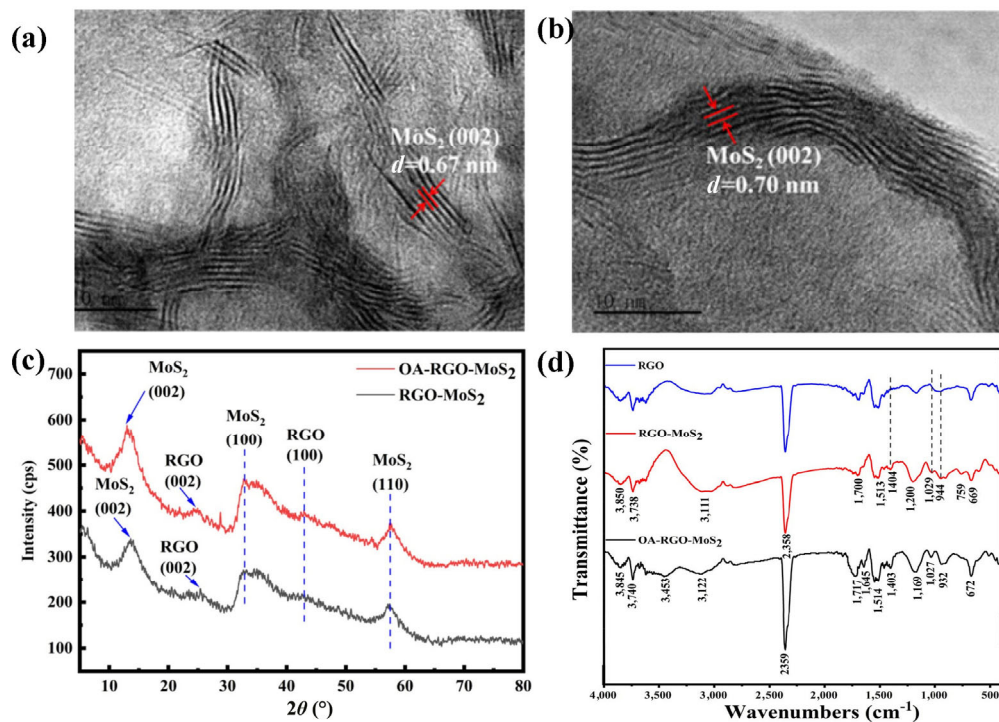 (a)
MoS₂ (002)
d=0.67 nm
10 nm
(b)
MoS₂ (002)
d=0.70 nm
10 nm
(c)
Intensity (cps)
700
600
500
400
300
200
100
OA-RGO-MoS₂
RGO-MoS₂
MoS₂
(002)
RGO
(002)
MoS₂
(100)
RGO
(100)
MoS₂
(110)
MoS₂
(002)
RGO
(002)
10 20 30 40 50 60 70 80
2θ (°)
(d)
Transmittance (%)
RGO
RGO-MoS₂
3,850
3,738
3,111
2,358
1,700
1,513
1404
1,200
1,029
944
759
669
OA-RGO-MoS₂
3,845
3,740
3,453
3,122
2359
1,717
1,645
1,514
1,403
1,169
1,027
932
672
4,000 3,500 3,000 2,500 2,000 1,500 1,000 500
Wavenumbers (cm⁻¹)